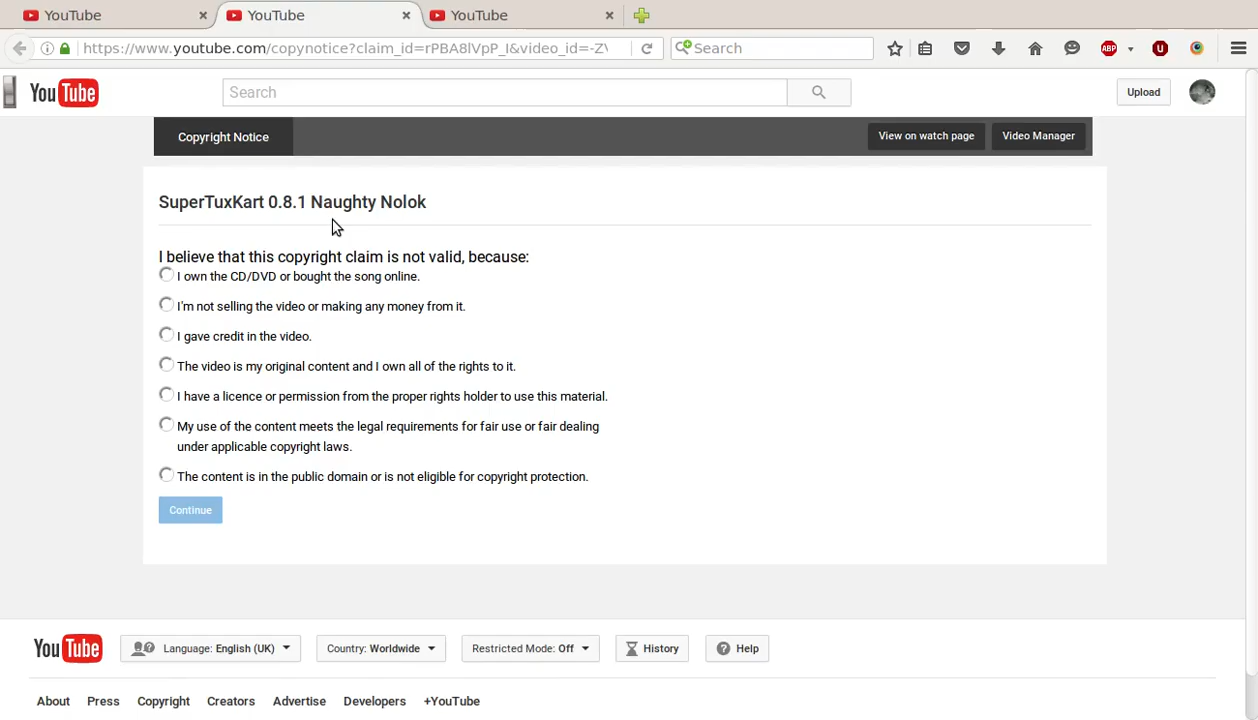 YouTube
YouTube
YouTube
https://www.youtube.com/copynotice?claim_id=rPBA8lVpP_I&video_id=-ZV
Search
ABP
YouTube
Search
Upload
Copyright Notice
View on watch page
Video Manager
SuperTuxKart 0.8.1 Naughty Nolok
I believe that this copyright claim is not valid, because:
I own the CD/DVD or bought the song online.
I'm not selling the video or making any money from it.
I gave credit in the video.
The video is my original content and I own all of the rights to it.
I have a licence or permission from the proper rights holder to use this material.
My use of the content meets the legal requirements for fair use or fair dealing
under applicable copyright laws.
The content is in the public domain or is not eligible for copyright protection.
Continue
YouTube
Language: English (UK)
Country: Worldwide
Restricted Mode: Off
History
Help
About
Press
Copyright
Creators
Advertise
Developers
+YouTube